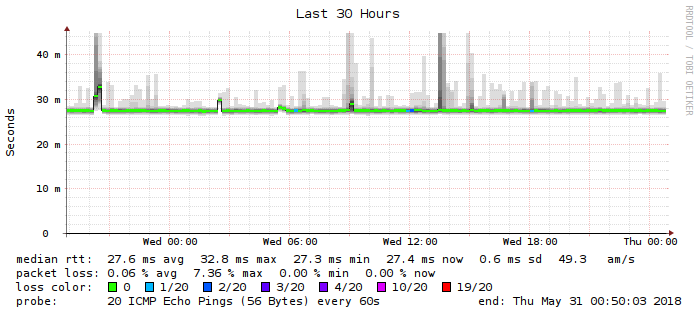 Last 30 Hours
RRDTOOL / TOBI OETIKER
Seconds
40 m
30 m
20 m
10 m
0
Wed 00:00 Wed 06:00 Wed 12:00 Wed 18:00 Thu 00:00
median rtt: 27.6 ms avg 32.8 ms max 27.3 ms min 27.4 ms now 0.6 ms sd 49.3 am/s
packet loss: 0.06 % avg 7.36 % max 0.00 % min 0.00 % now
loss color: 0 1/20 2/20 3/20 4/20 10/20 19/20
probe: 20 ICMP Echo Pings (56 Bytes) every 60s end: Thu May 31 00:50:03 2018